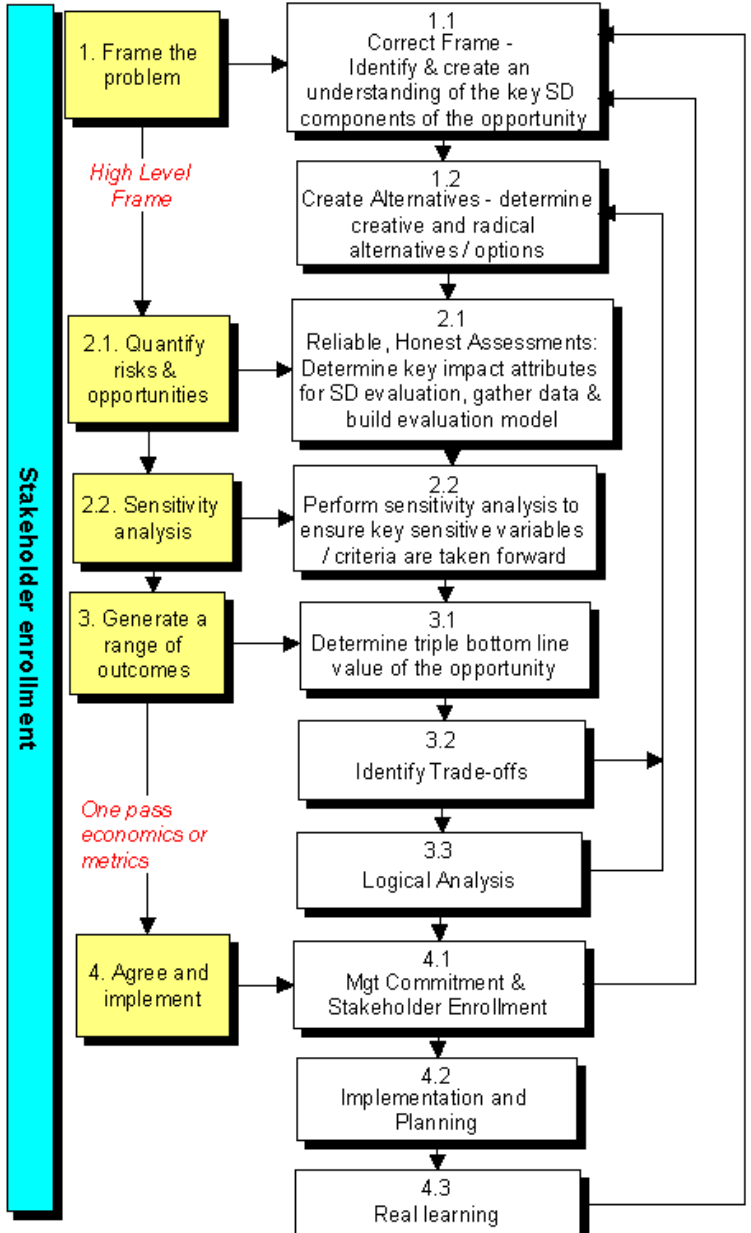 Stakeholder enrollment
1. Frame the
problem
1.1
Correct Frame -
Identify & create an
understanding of the key SD
components of the opportunity
High Level
Frame
1.2
Create Alternatives - determine
creative and radical
alternatives / options
2.1. Quantify
risks &
opportunities
2.1
Reliable, Honest Assessments:
Determine key impact attributes
for SD evaluation, gather data &
build evaluation model
2.2. Sensitivity
analysis
2.2
Perform sensitivity analysis to
ensure key sensitive variables
/ criteria are taken forward
3. Generate a
range of
outcomes
3.1
Determine triple bottom line
value of the opportunity
3.2
Identify Trade-offs
One pass
economics or
metrics
3.3
Logical Analysis
4. Agree and
implement
4.1
Mgt Commitment &
Stakeholder Enrollment
4.2
Implementation and
Planning
4.3
Real learning